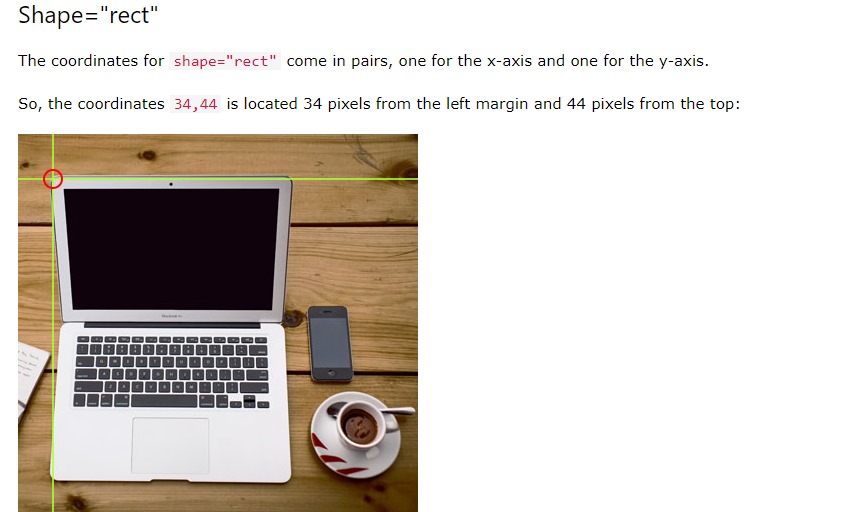 Shape="rect"
The coordinates for shape="rect" come in pairs, one for the x-axis and one for the y-axis.
So, the coordinates 34,44 is located 34 pixels from the left margin and 44 pixels from the top: